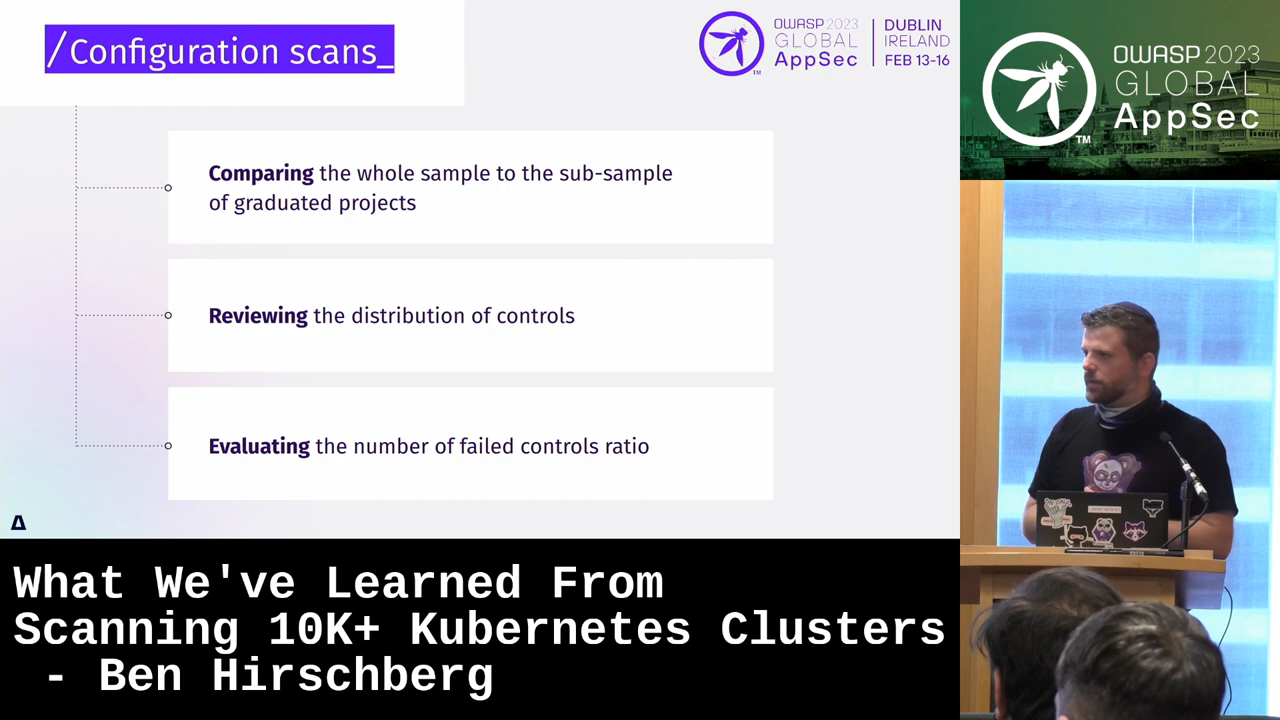 /Configuration scans_
OWASP 2023
GLOBAL
AppSec
TM
DUBLIN
IRELAND
FEB 13-16
OWASP 2023
GLOBAL
AppSec
TM
Comparing the whole sample to the sub-sample
of graduated projects
Reviewing the distribution of controls
Evaluating the number of failed controls ratio
What We've Learned From
Scanning 10K+ Kubernetes Clusters
- Ben Hirschberg